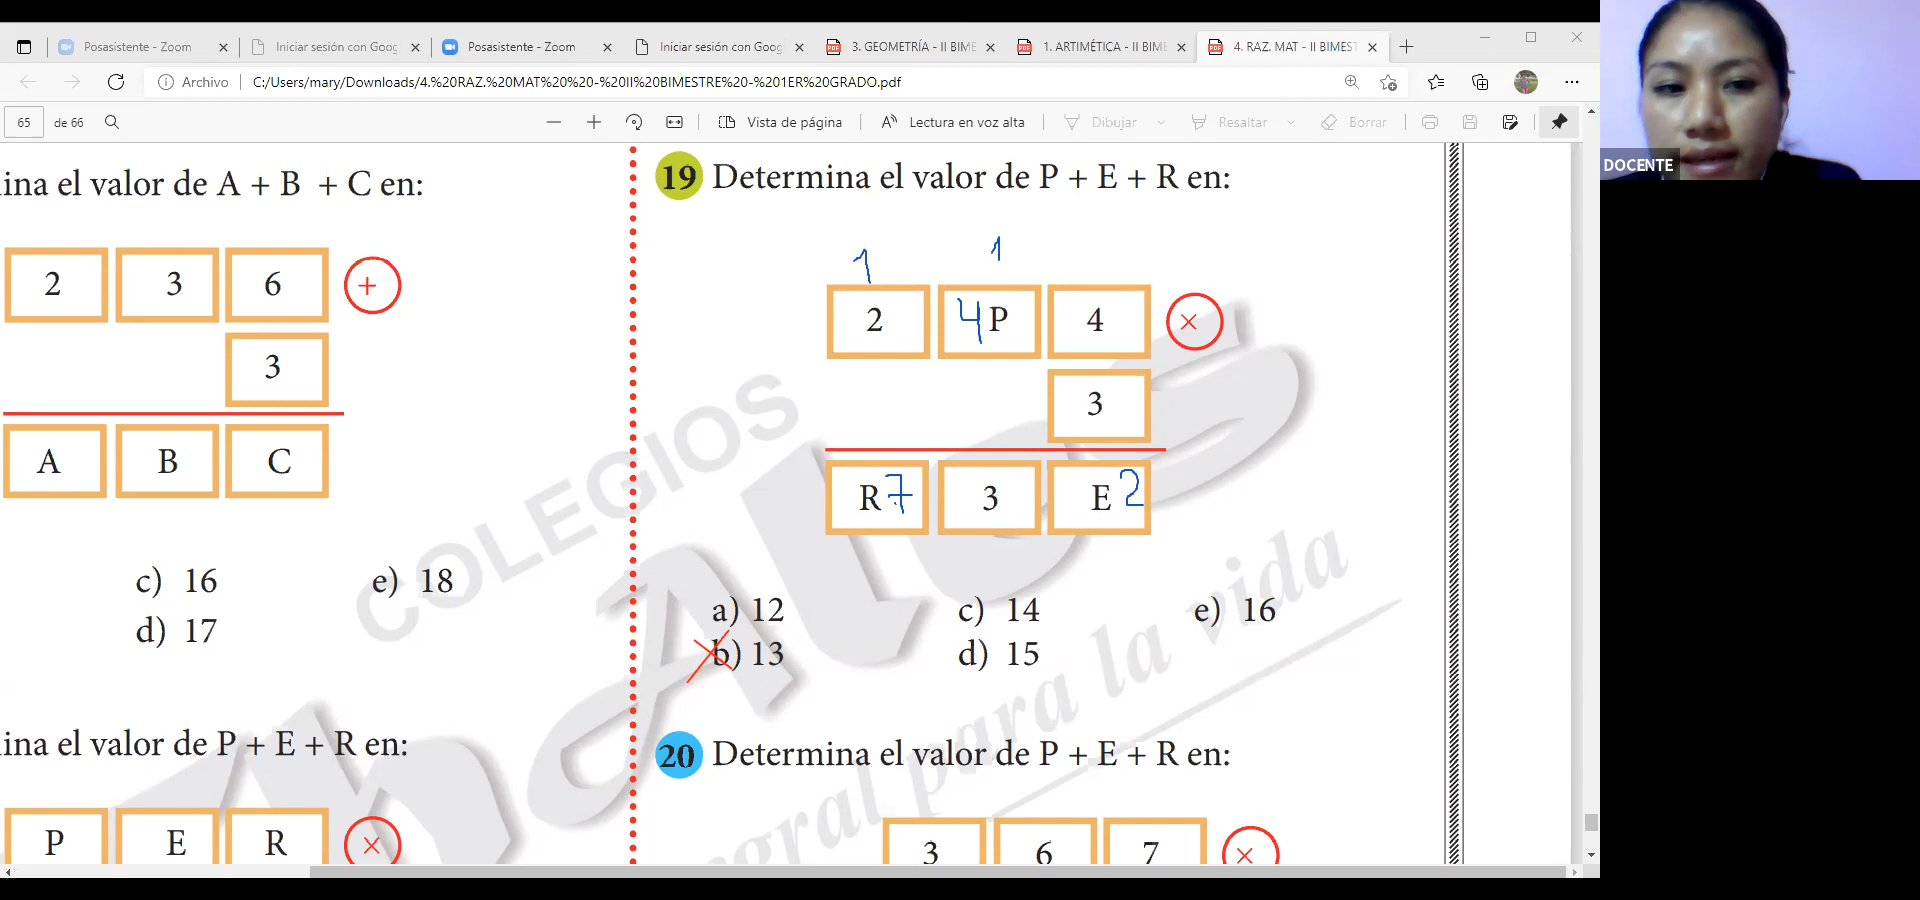 Posasistente - Zoom
Iniciar sesión con Goog
Posasistente - Zoom
Iniciar sesión con Goog
3. GEOMETRÍA - II BIME
1. ARTIMÉTICA - II BIME
4. RAZ. MAT - II BIMEST
Archivo
C:/Users/mary/Downloads/4.%20RAZ.%20MAT%20%20-%20II%20BIMESTRE%20-%201ER%20GRADO.pdf
65 de 66
Vista de página
Lectura en voz alta
Dibujar
Resaltar
Borrar
DOCENTE
ina el valor de A + B + C en:
2 3 6 +
3
A B C
c) 16
e) 18
d) 17
ina el valor de P + E + R en:
P E R ×
19 Determina el valor de P + E + R en:
1 1
2 4 P 4 ×
3
R 7 3 E 2
a) 12
c) 14
e) 16
b) 13
d) 15
20 Determina el valor de P + E + R en:
3 6 7 ×
COLEGIOS
gral para la vida